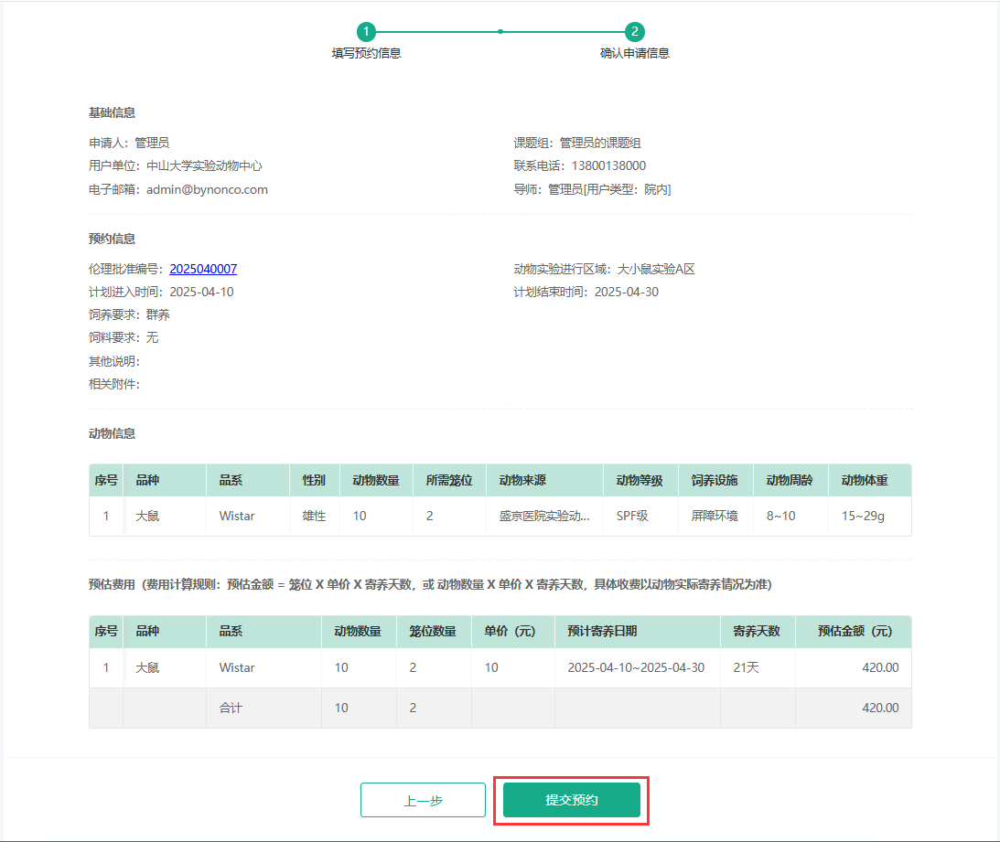 1 2
填写预约信息 确认申请信息
基础信息
申请人：管理员 课题组：管理员的课题组
用户单位：中山大学实验动物中心 联系电话：13800138000
电子邮箱：admin@bynonco.com 导师：管理员[用户类型：院内]
预约信息
伦理批准编号：2025040007 动物实验进行区域：大小鼠实验A区
计划进入时间：2025-04-10 计划结束时间：2025-04-30
饲养要求：群养
饲料要求：无
其他说明：
相关附件：
动物信息
序号 品种 品系 性别 动物数量 所需笼位 动物来源 动物等级 饲养设施 动物周龄 动物体重
1 大鼠 Wistar 雄性 10 2 盛京医院实验动... SPF级 屏障环境 8~10 15~29g
预估费用（费用计算规则：预估金额 = 笼位 X 单价 X 寄养天数，或 动物数量 X 单价 X 寄养天数，具体收费以动物实际寄养情况为准）
序号 品种 品系 动物数量 笼位数量 单价（元） 预计寄养日期 寄养天数 预估金额（元）
1 大鼠 Wistar 10 2 10 2025-04-10~2025-04-30 21天 420.00
合计 10 2 420.00
上一步 提交预约